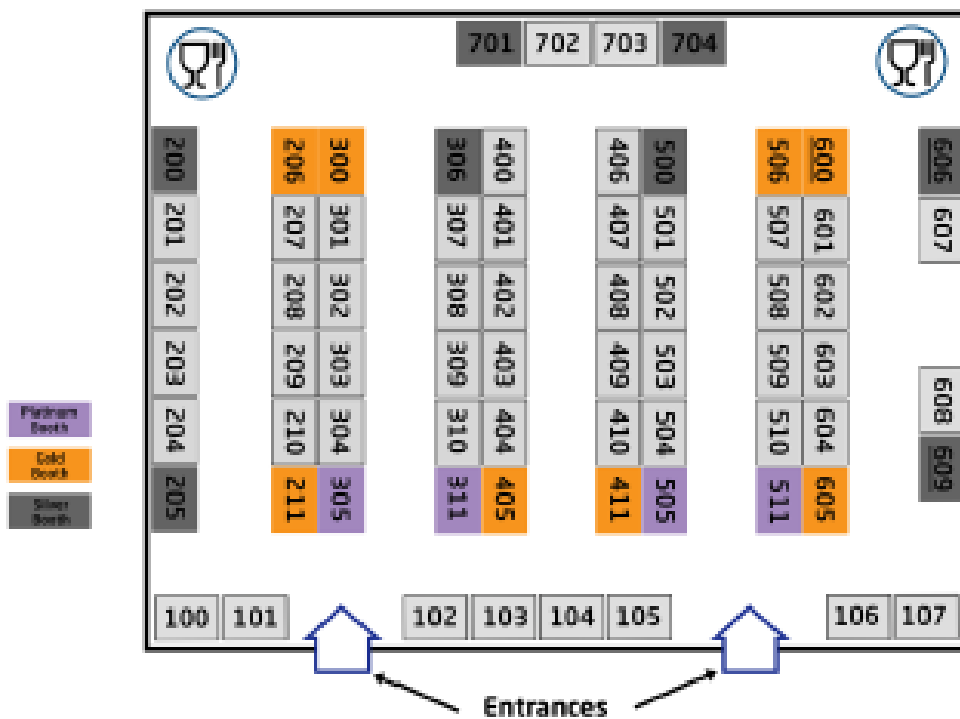 701 702 703 704
200 206 300 306 400 406 500 506 600 606
201 207 301 307 401 407 501 507 601 607
202 208 302 308 402 408 502 508 602
203 209 303 309 403 409 503 509 603 608
204 210 304 310 404 410 504 510 604
205 211 305 311 405 411 505 511 605 609
Platinum
Booth
Gold
Booth
Silver
Booth
100 101 102 103 104 105 106 107
Entrances